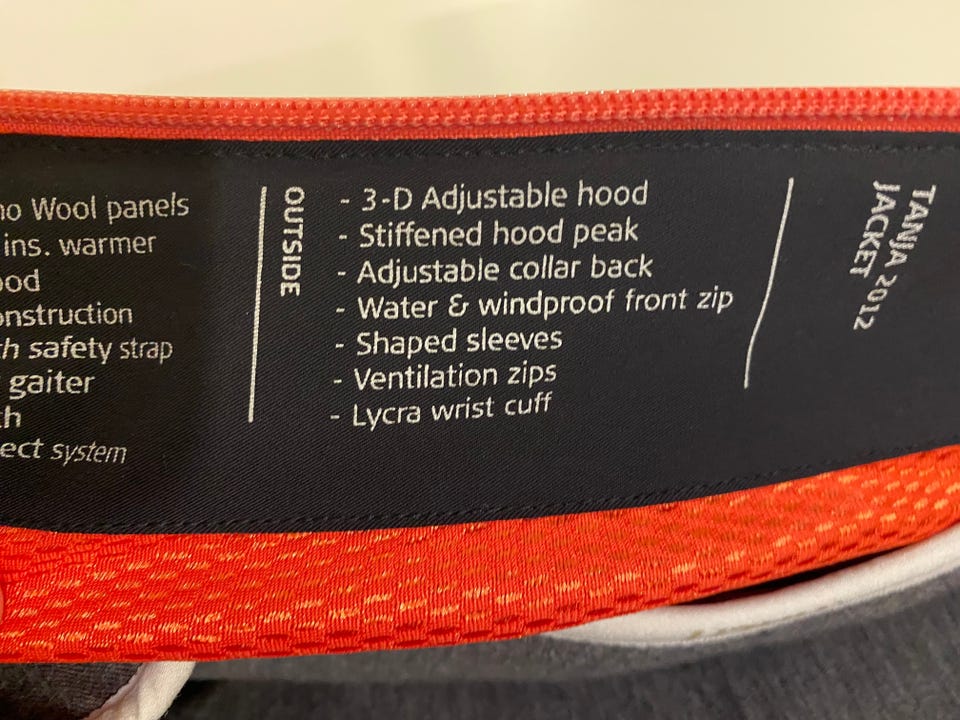 Wool panels
ins. warmer
safety strap
gaiter
system
OUTSIDE
- 3-D Adjustable hood
- Stiffened hood peak
- Adjustable collar back
- Water & windproof front zip
- Shaped sleeves
- Ventilation zips
- Lycra wrist cuff
TANJA 2012
JACKET